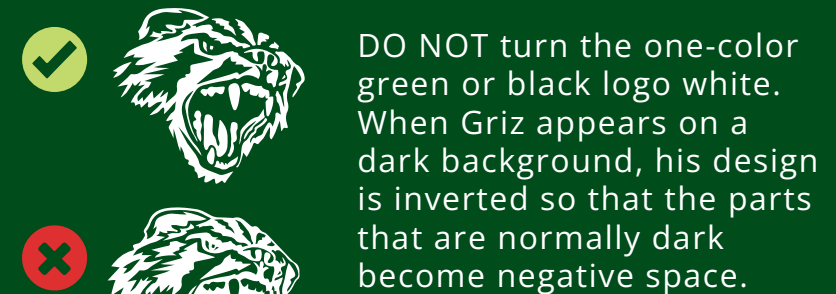 DO NOT turn the one-color
green or black logo white.
When Griz appears on a
dark background, his design
is inverted so that the parts
that are normally dark
become negative space.